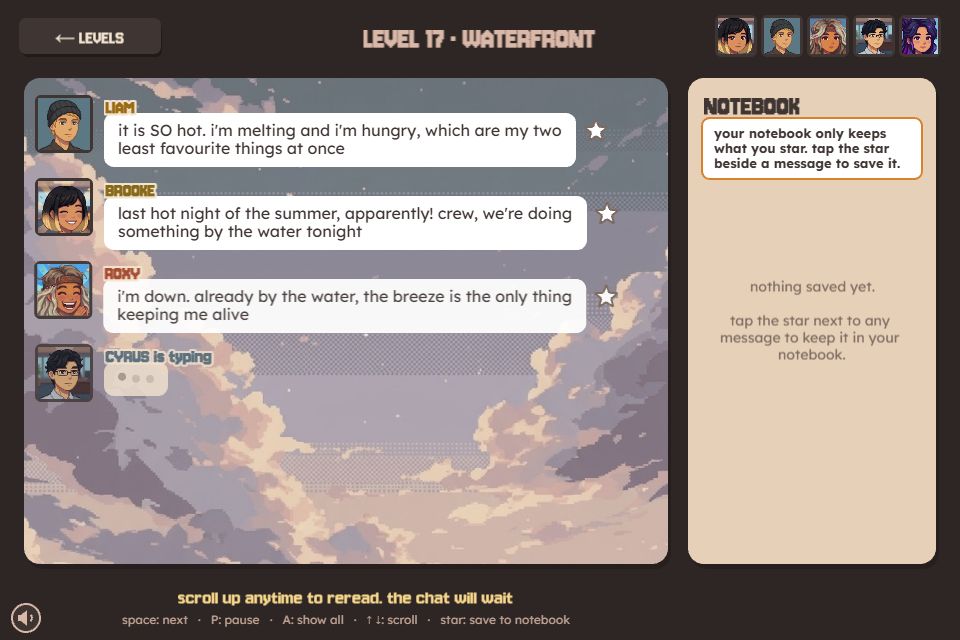 ← LEVELS
LEVEL 17 · WATERFRONT
LIAM
it is SO hot. i'm melting and i'm hungry, which are my two
least favourite things at once
BROOKE
last hot night of the summer, apparently! crew, we're doing
something by the water tonight
ROXY
i'm down. already by the water, the breeze is the only thing
keeping me alive
CYRUS is typing
NOTEBOOK
your notebook only keeps
what you star. tap the star
beside a message to save it.
nothing saved yet.
tap the star next to any
message to keep it in your
notebook.
scroll up anytime to reread. the chat will wait
space: next · P: pause · A: show all · ↑↓: scroll · star: save to notebook